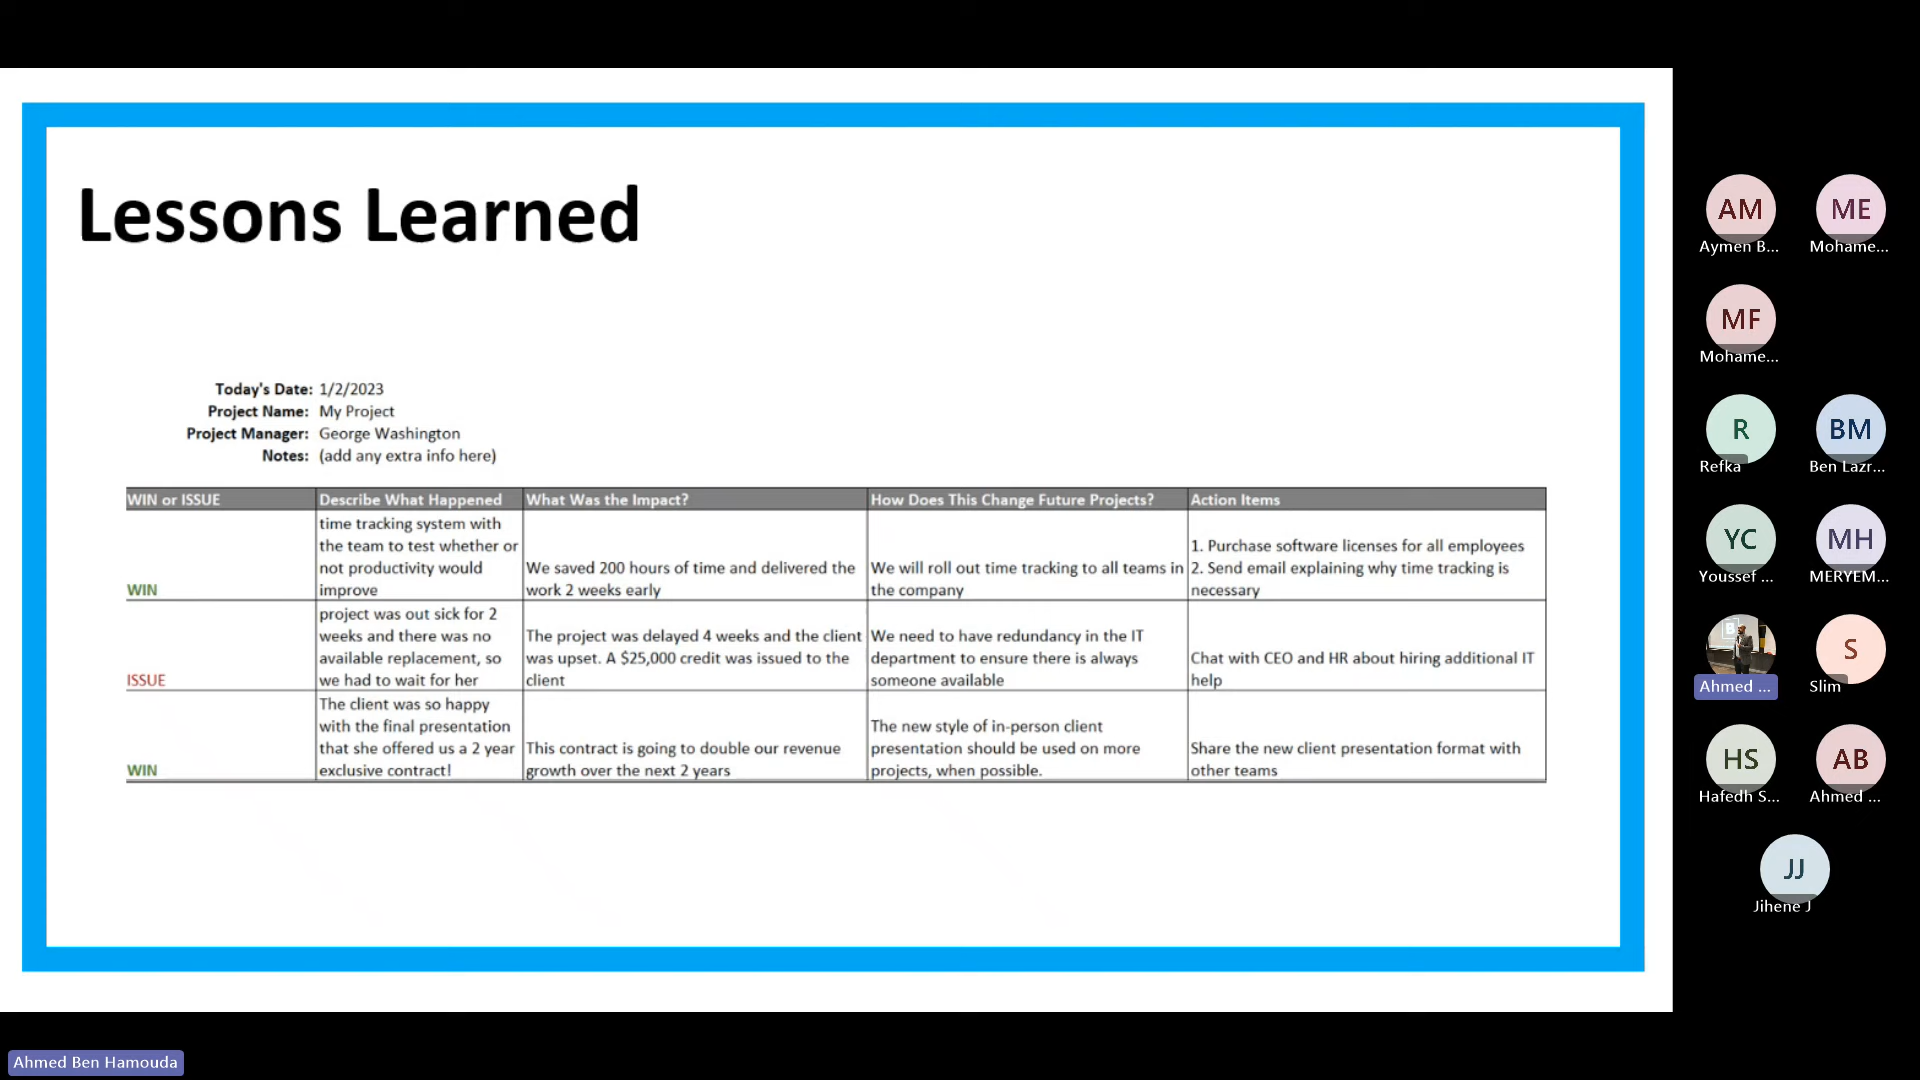 Lessons Learned
Today's Date: 1/2/2023
Project Name: My Project
Project Manager: George Washington
Notes: (add any extra info here)
WIN or ISSUE
Describe What Happened
What Was the Impact?
How Does This Change Future Projects?
Action Items
WIN
time tracking system with
the team to test whether or
not productivity would
improve
We saved 200 hours of time and delivered the
work 2 weeks early
We will roll out time tracking to all teams in
the company
1. Purchase software licenses for all employees
2. Send email explaining why time tracking is
necessary
ISSUE
project was out sick for 2
weeks and there was no
available replacement, so
we had to wait for her
The project was delayed 4 weeks and the client
was upset. A $25,000 credit was issued to the
client
We need to have redundancy in the IT
department to ensure there is always
someone available
Chat with CEO and HR about hiring additional IT
help
WIN
The client was so happy
with the final presentation
that she offered us a 2 year
exclusive contract!
This contract is going to double our revenue
growth over the next 2 years
The new style of in-person client
presentation should be used on more
projects, when possible.
Share the new client presentation format with
other teams
AM
Aymen B...
ME
Mohame...
MF
Mohame...
R
Refka
BM
Ben Lazr...
YC
Youssef ...
MH
MERYEM...
Ahmed ...
S
Slim
HS
Hafedh S...
AB
Ahmed ...
JJ
Jihene J
Ahmed Ben Hamouda